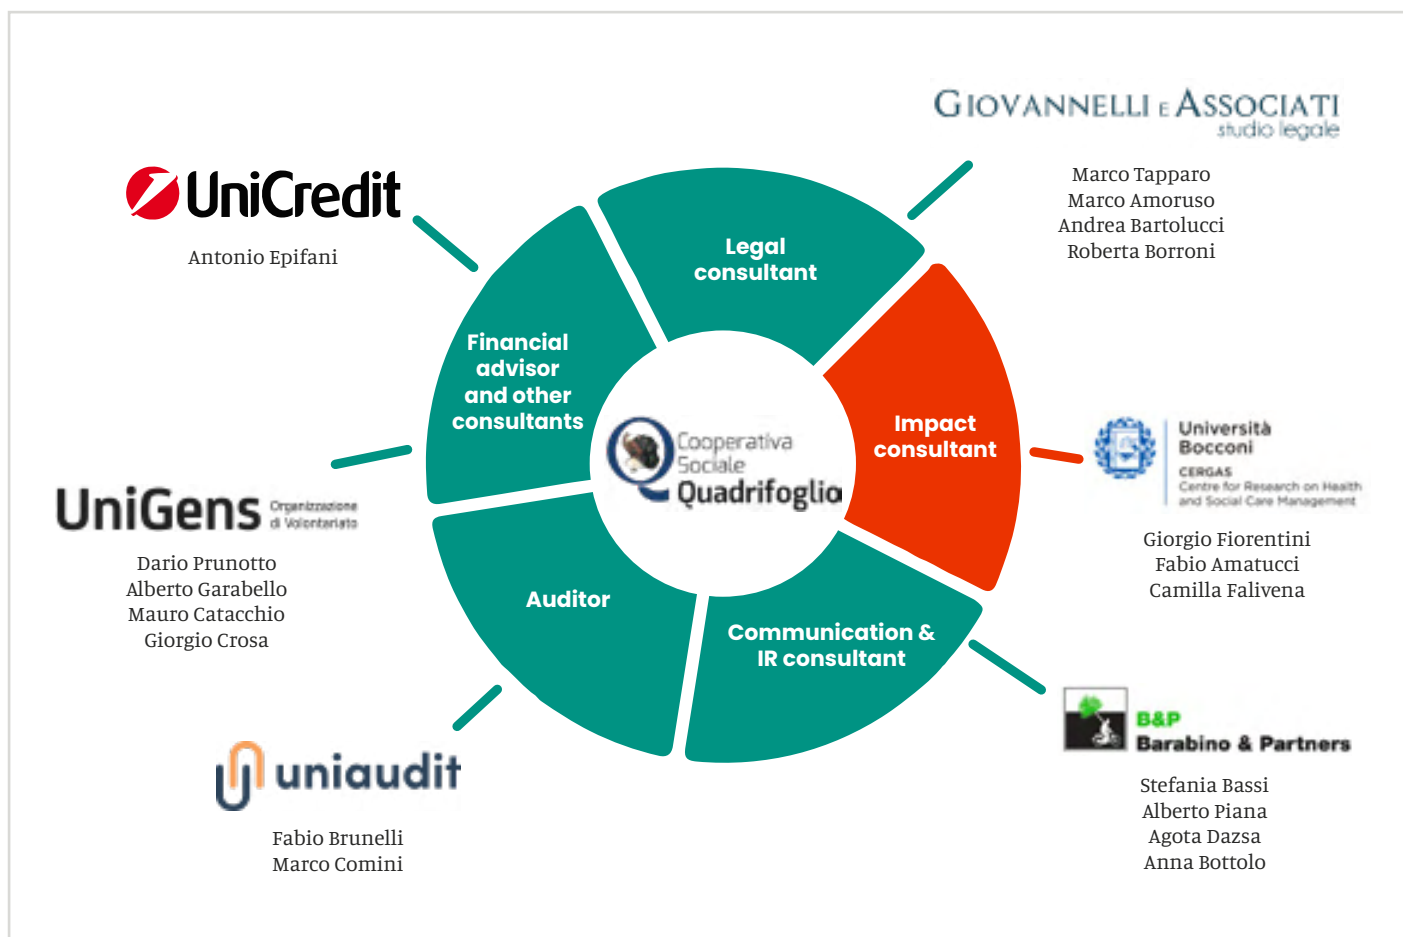 GIOVANNELLI E ASSOCIATI
studio legale
Marco Tapparo
Marco Amoruso
Andrea Bartolucci
Roberta Borroni
UniCredit
Antonio Epifani
Legal
consultant
Financial
advisor
and other
consultants
Impact
consultant
Cooperativa
Sociale
Quadrifoglio
Università
Bocconi
CERGAS
Centre for Research on Health
and Social Care Management
Giorgio Fiorentini
Fabio Amatucci
Camilla Falivena
UniGens
Organizzazione
di Volontariato
Dario Prunotto
Alberto Garabello
Mauro Catacchio
Giorgio Crosa
Auditor
Communication &
IR consultant
B&P
Barabino & Partners
Stefania Bassi
Alberto Piana
Agota Dazsa
Anna Bottolo
uniaudit
Fabio Brunelli
Marco Comini